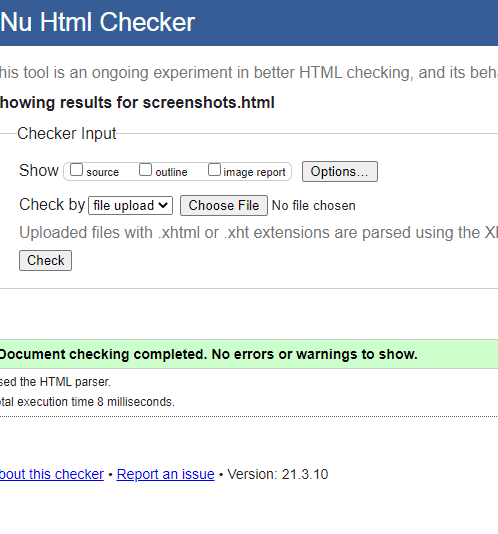 Nu Html Checker
his tool is an ongoing experiment in better HTML checking, and its beh
howing results for screenshots.html
Checker Input
Show source outline image report Options...
Check by file upload Choose File No file chosen
Uploaded files with .xhtml or .xht extensions are parsed using the X
Check
Document checking completed. No errors or warnings to show.
sed the HTML parser.
otal execution time 8 milliseconds.
bout this checker • Report an issue • Version: 21.3.10